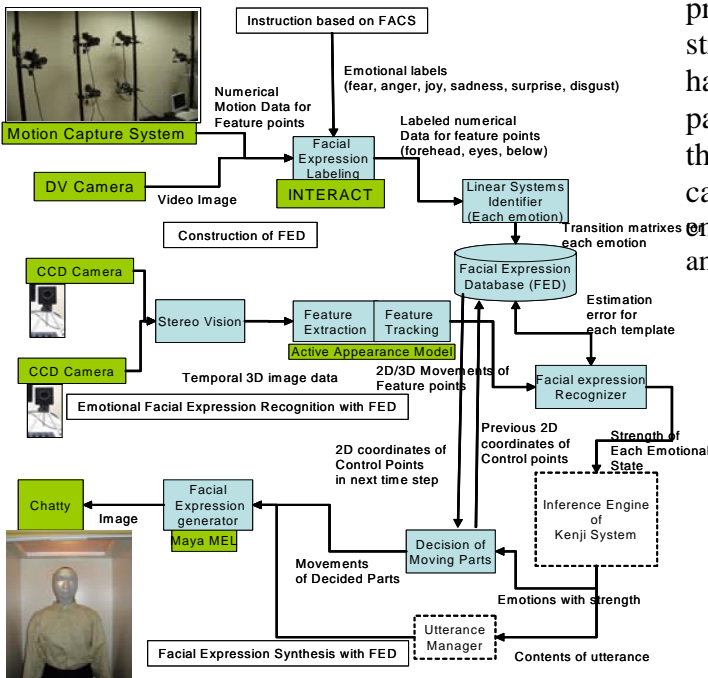 Instruction based on FACS
Emotional labels
(fear, anger, joy, sadness, surprise, disgust)
Numerical
Motion Data for
Feature points
Motion Capture System
Labeled numerical
Data for feature points
(forehead, eyes, below)
Facial
Expression
Labeling
INTERACT
DV Camera
Video Image
Linear Systems
Identifier
(Each emotion)
Transition matrixes for
each emotion
Construction of FED
Facial Expression
Database (FED)
CCD Camera
Stereo Vision
Feature
Extraction
Feature
Tracking
Active Appearance Model
Estimation
error for
each template
CCD Camera
Temporal 3D image data
2D/3D Movements of
Feature points
Facial expression
Recognizer
Emotional Facial Expression Recognition with FED
Previous 2D
coordinates of
Control points
Strength of
Each Emotional
State
2D coordinates of
Control Points
in next time step
Chatty
Image
Facial
Expression
generator
Maya MEL
Inference Engine
of
Kenji System
Decision of
Moving Parts
Movements
of Decided Parts
Emotions with strength
Utterance
Manager
Contents of utterance
Facial Expression Synthesis with FED